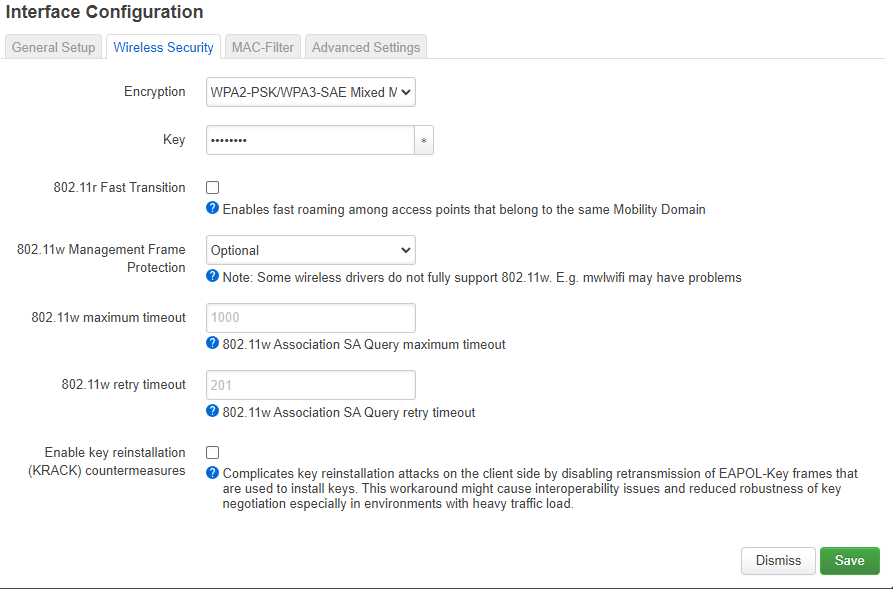 Interface Configuration
General Setup Wireless Security MAC-Filter Advanced Settings
Encryption WPA2-PSK/WPA3-SAE Mixed M
Key •••••••• *
802.11r Fast Transition
Enables fast roaming among access points that belong to the same Mobility Domain
802.11w Management Frame
Protection
Optional
Note: Some wireless drivers do not fully support 802.11w. E.g. mwlwifi may have problems
802.11w maximum timeout 1000
802.11w Association SA Query maximum timeout
802.11w retry timeout 201
802.11w Association SA Query retry timeout
Enable key reinstallation
(KRACK) countermeasures
Complicates key reinstallation attacks on the client side by disabling retransmission of EAPOL-Key frames that
are used to install keys. This workaround might cause interoperability issues and reduced robustness of key
negotiation especially in environments with heavy traffic load.
Dismiss Save